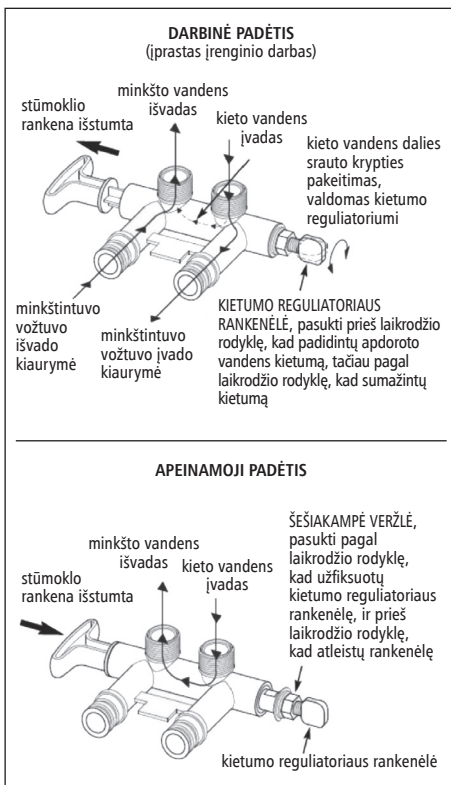 DARBINĖ PADĖTIS
(įprastas įrenginio darbas)
stūmoklio
rankena išstumta
minkšto vandens
išvadas
kieto vandens
įvadas
kieto vandens dalies
srauto krypties
pakeitimas,
valdomas kietumo
reguliatoriumi
minkštintuvo
vožtuvo
išvado
kiaurymė
minkštintuvo
vožtuvo įvado
kiaurymė
KIETUMO REGULIATORIAUS
RANKENĖLĖ, pasukti prieš laikrodžio
rodyklę, kad padidintų apdoroto
vandens kietumą, tačiau pagal
laikrodžio rodyklę, kad sumažintų
kietumą
APEINAMOJI PADĖTIS
stūmoklo
rankena išstumta
minkšto vandens
išvadas
kieto vandens
įvadas
ŠEŠIAKAMPĖ VERŽLĖ,
pasukti pagal
laikrodžio rodyklę,
kad užfiksuotų
kietumo reguliatoriaus
rankenėlę, ir prieš
laikrodžio rodyklę,
kad atleistų rankenėlę
kietumo reguliatoriaus rankenėlė